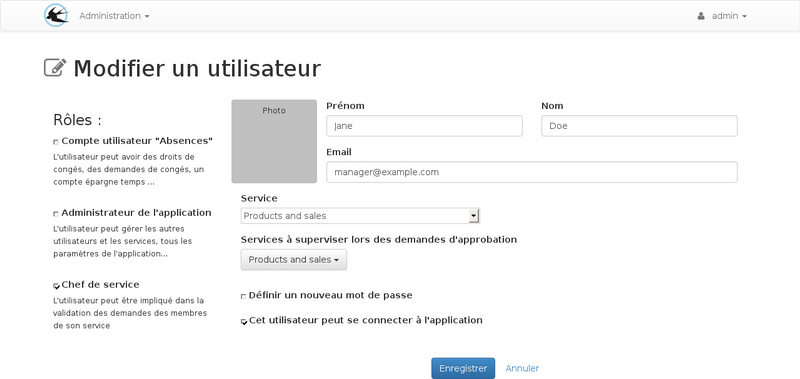 Administration
admin
Modifier un utilisateur
Rôles :
Compte utilisateur "Absences"
L'utilisateur peut avoir des droits de
congés, des demandes de congés, un
compte épargne temps ...
Administrateur de l'application
L'utilisateur peut gérer les autres
utilisateurs et les services, tous les
paramètres de l'application...
Chef de service
L'utilisateur peut être impliqué dans la
validation des demandes des membres
de son service
Photo
Prénom
Jane
Nom
Doe
Email
manager@example.com
Service
Products and sales
Services à superviser lors des demandes d'approbation
Products and sales
Définir un nouveau mot de passe
Cet utilisateur peut se connecter à l'application
Enregistrer
Annuler